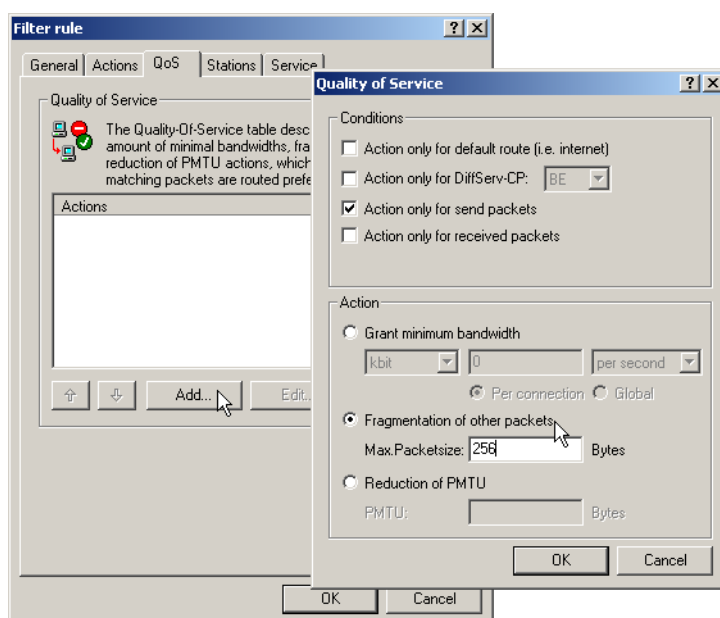 Filter rule
General
Actions
QoS
Stations
Service
Quality of Service
The Quality-Of-Service table desc
amount of minimal bandwidths, fra
reduction of PMTU actions, which
matching packets are routed prefe
Actions
Add...
Edit..
OK
Cancel
Quality of Service
Conditions
Action only for default route (i.e. internet)
Action only for DiffServ-CP: BE
Action only for send packets
Action only for received packets
Action
Grant minimum bandwidth
kbit 0 per second
Per connection Global
Fragmentation of other packets
Max.Packetsize: 256 Bytes
Reduction of PMTU
PMTU: Bytes
OK Cancel